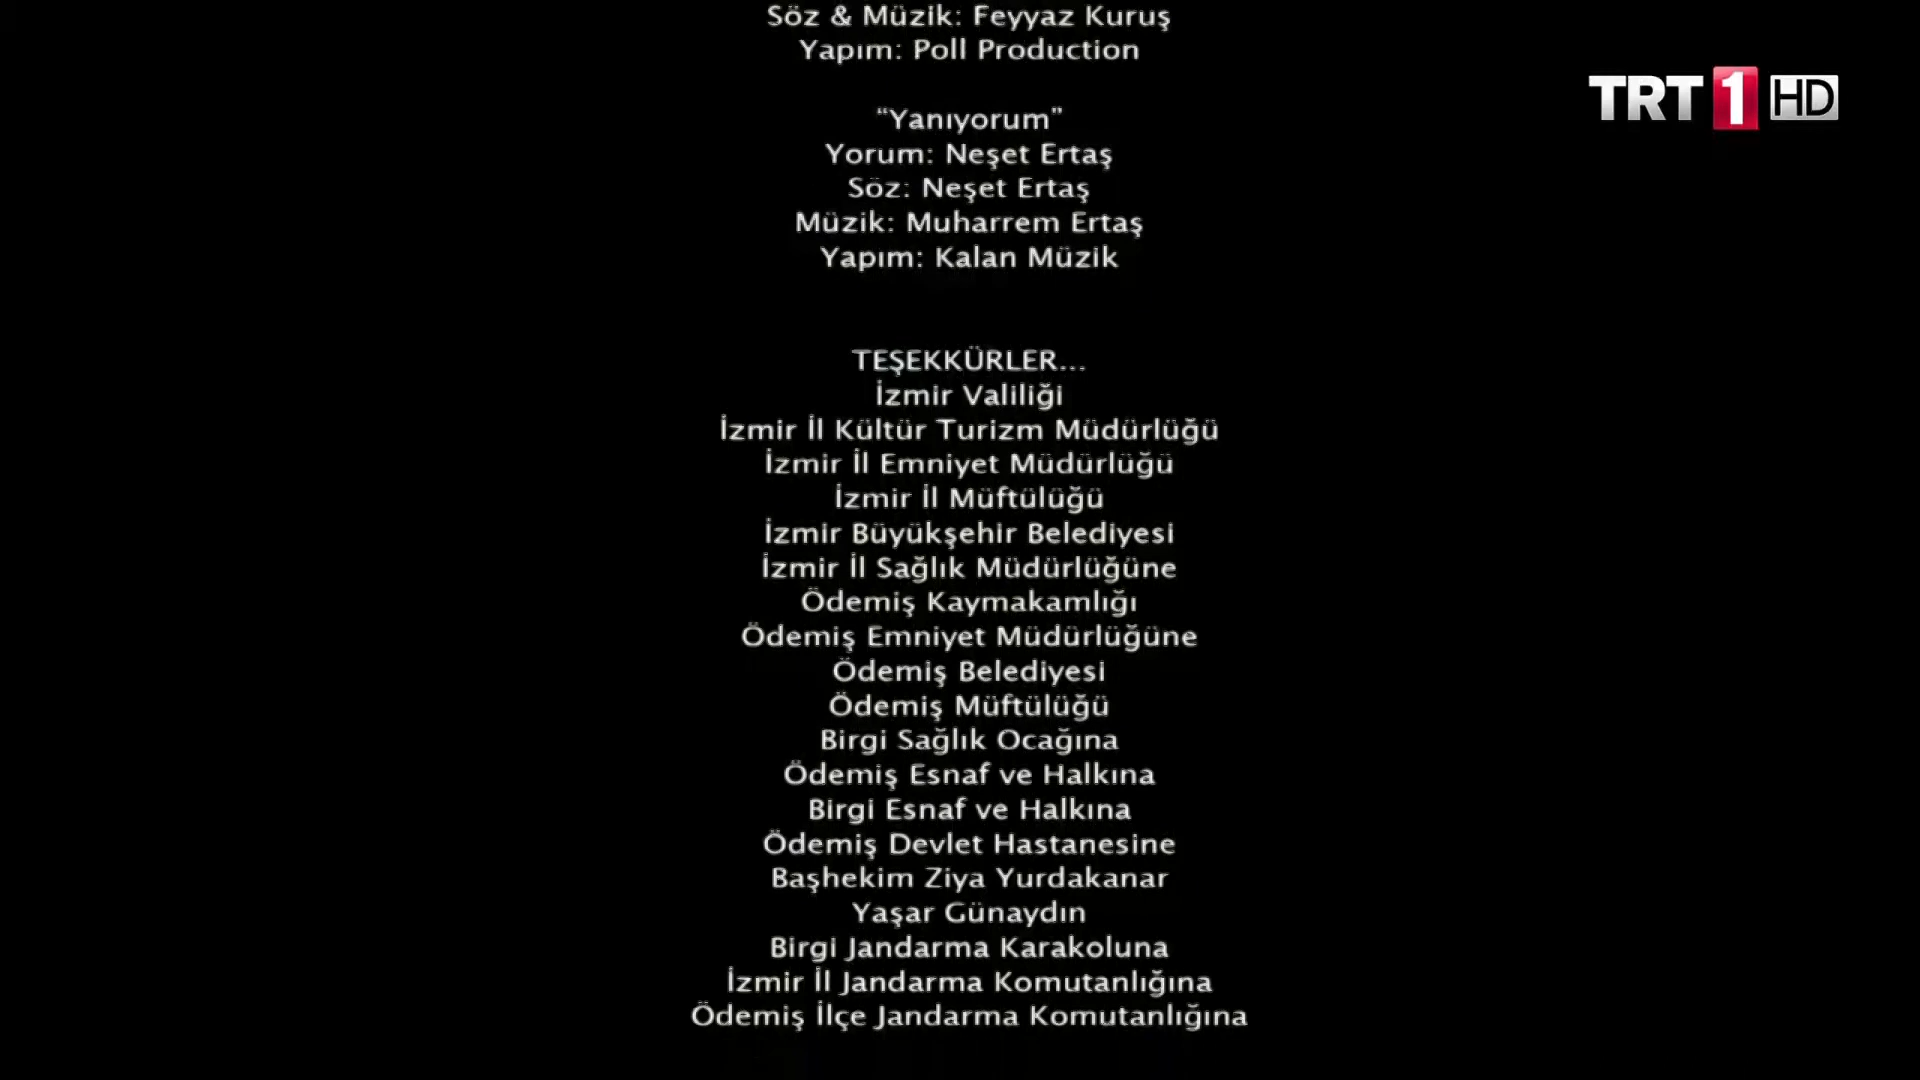 Söz & Müzik: Feyyaz Kuruş
Yapım: Poll Production
TRT 1 HD
“Yanıyorum”
Yorum: Neşet Ertaş
Söz: Neşet Ertaş
Müzik: Muharrem Ertaş
Yapım: Kalan Müzik
TEŞEKKÜRLER...
İzmir Valiliği
İzmir İl Kültür Turizm Müdürlüğü
İzmir İl Emniyet Müdürlüğü
İzmir İl Müftülüğü
İzmir Büyükşehir Belediyesi
İzmir İl Sağlık Müdürlüğüne
Ödemiş Kaymakamlığı
Ödemiş Emniyet Müdürlüğüne
Ödemiş Belediyesi
Ödemiş Müftülüğü
Birgi Sağlık Ocağına
Ödemiş Esnaf ve Halkına
Birgi Esnaf ve Halkına
Ödemiş Devlet Hastanesine
Başhekim Ziya Yurdakanar
Yaşar Günaydın
Birgi Jandarma Karakoluna
İzmir İl Jandarma Komutanlığına
Ödemiş İlçe Jandarma Komutanlığına